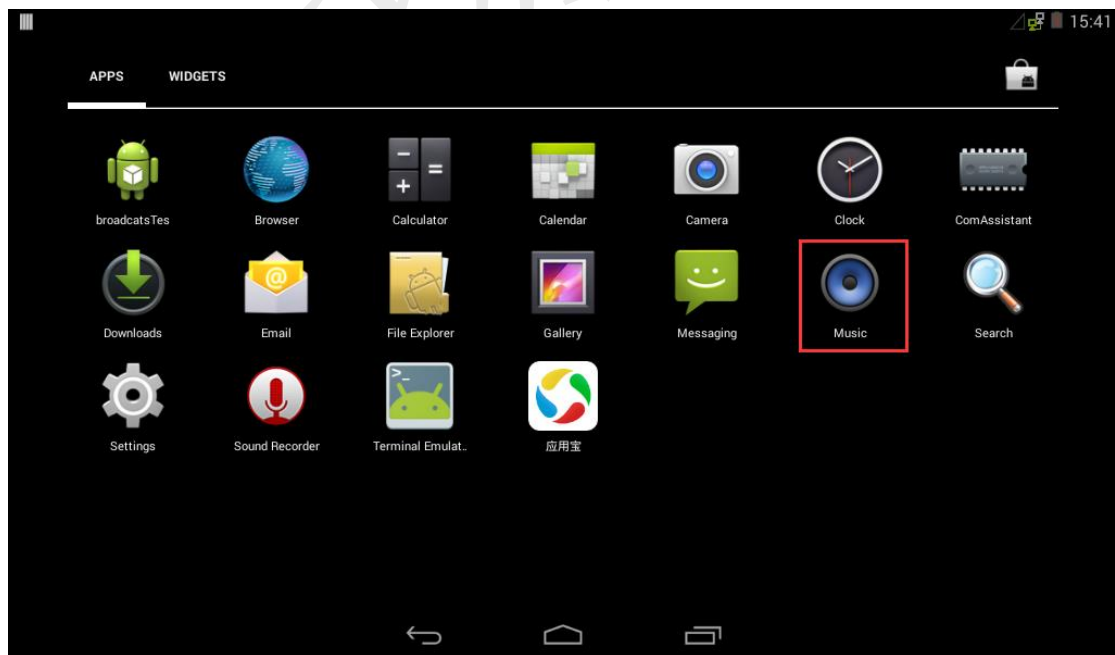 15:41
APPS WIDGETS
broadcatsTes Browser Calculator Calendar Camera Clock ComAssistant
Downloads Email File Explorer Gallery Messaging Music Search
Settings Sound Recorder Terminal Emulat.. 应用宝